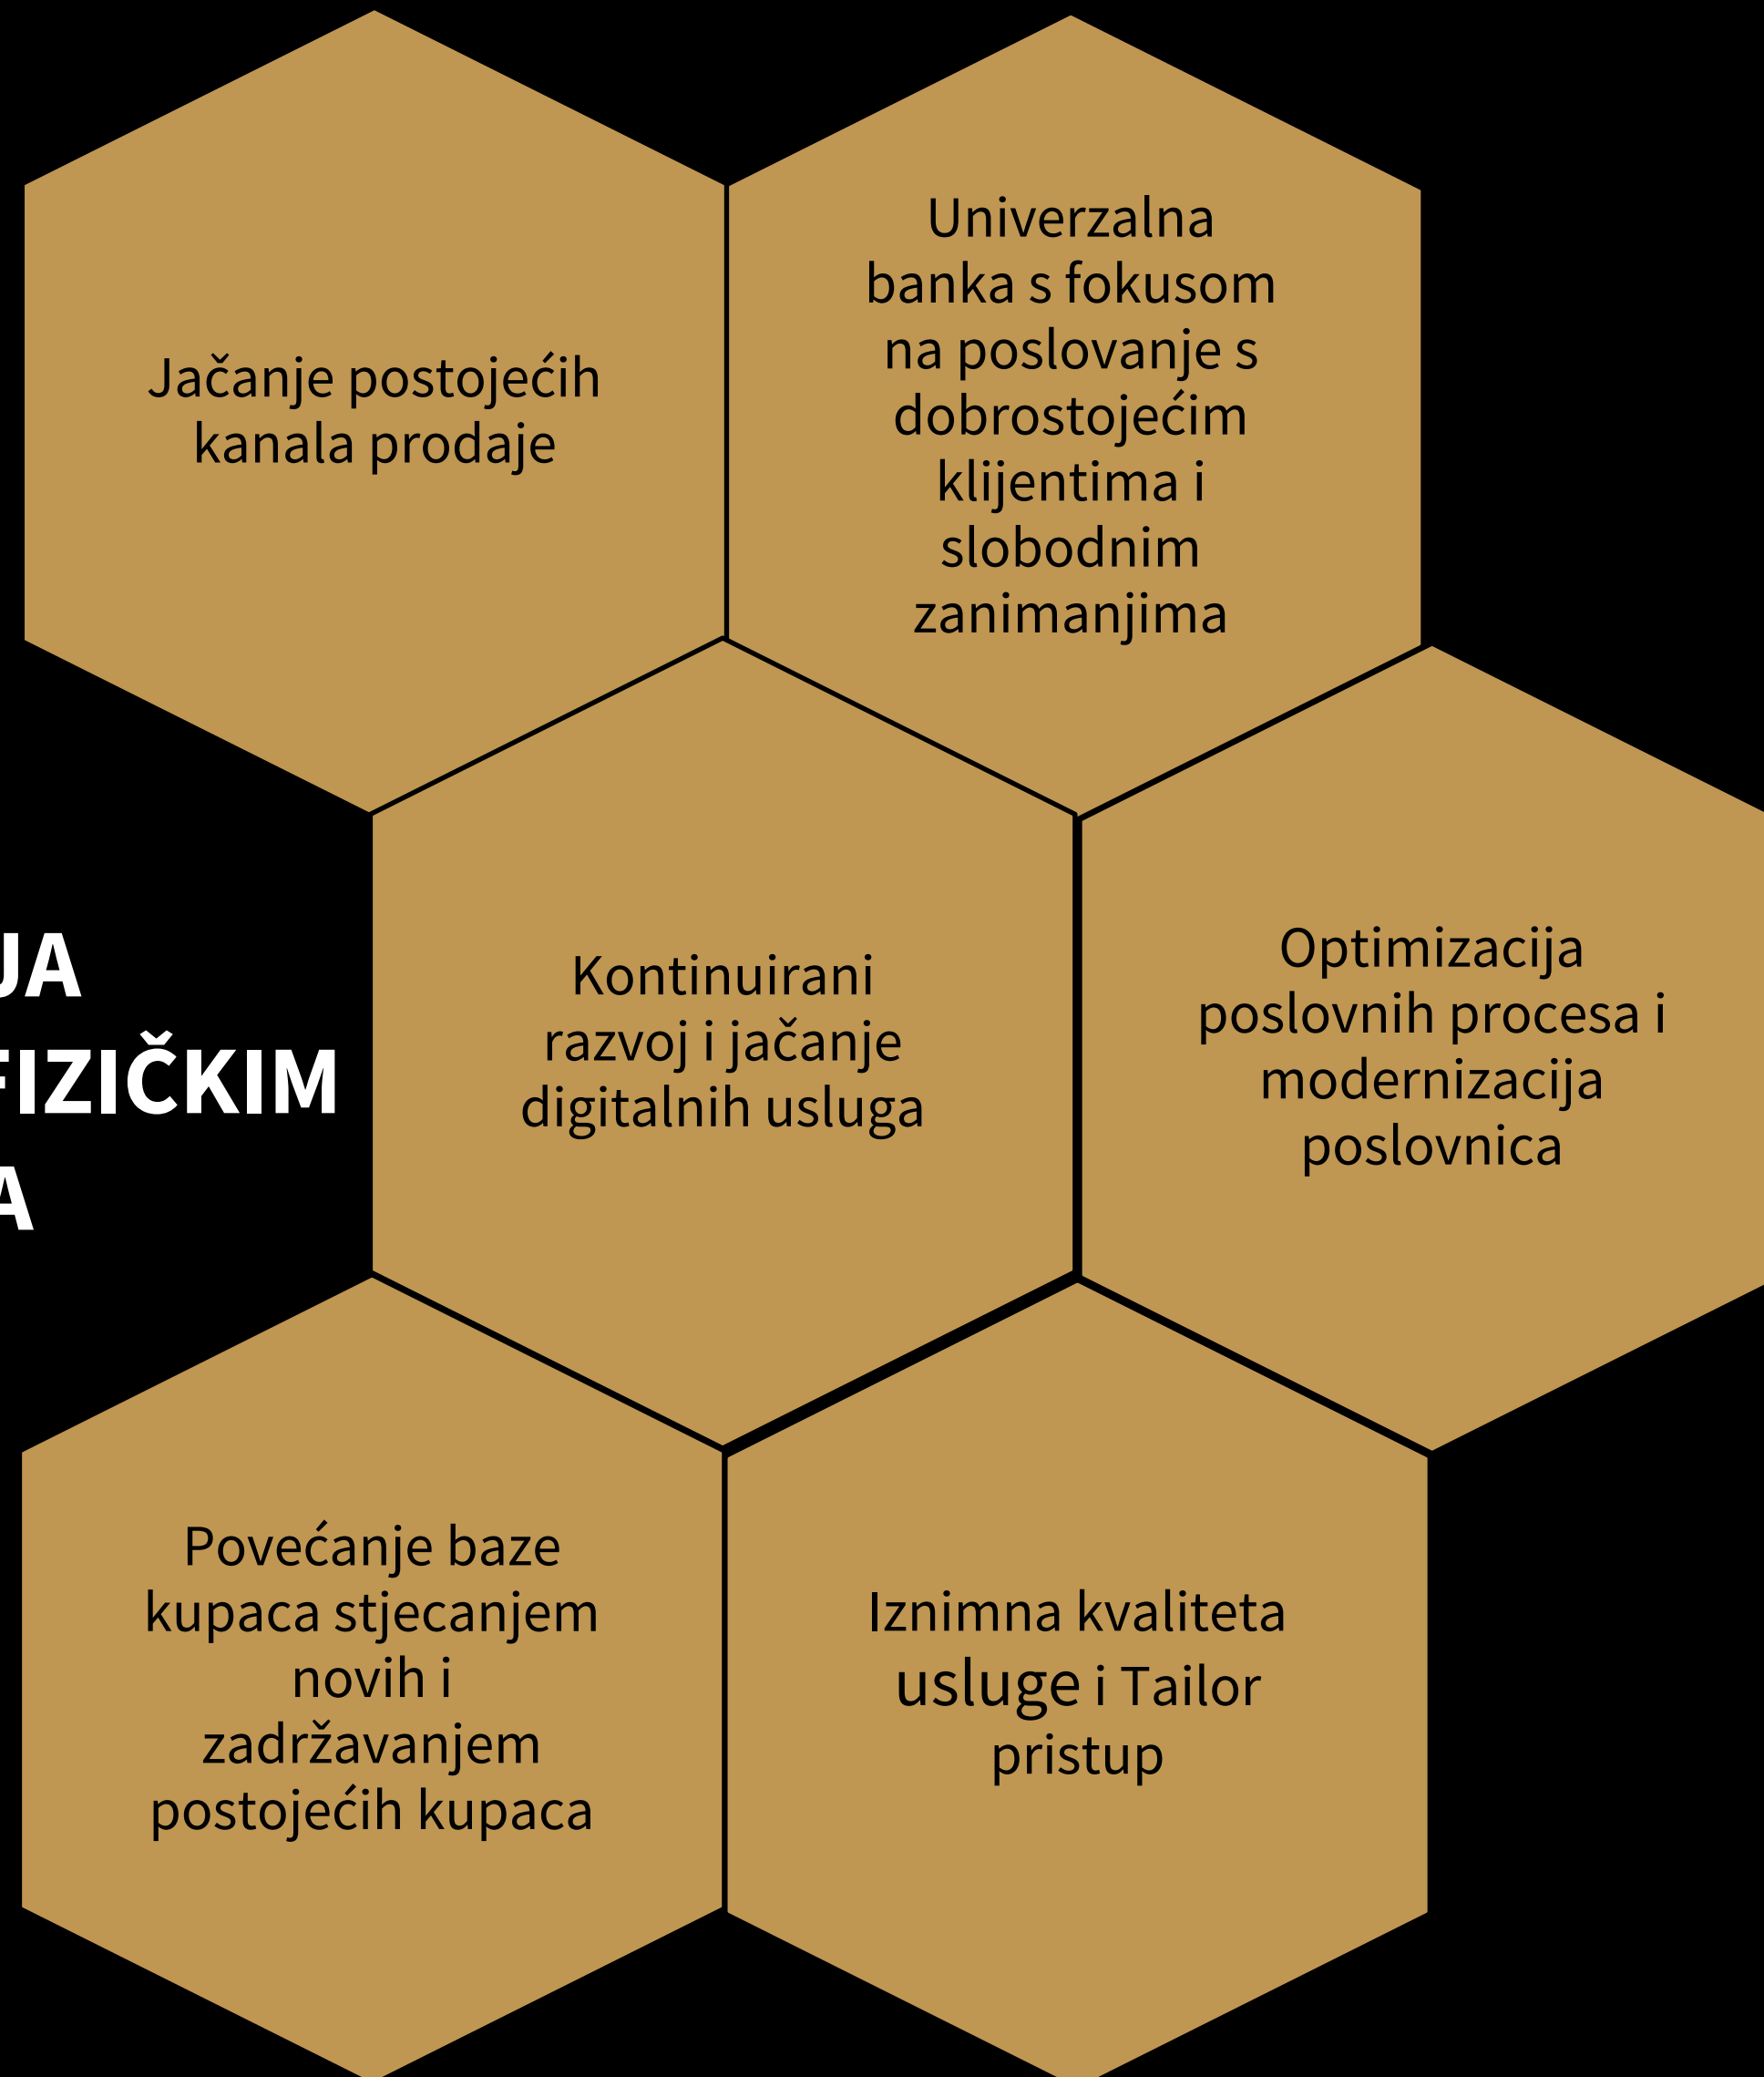 Jačanje postojećih
kanala prodaje
Univerzalna
banka s fokusom
na poslovanje s
dobrostojećim
klijentima i
slobodnim
zanimanjima
JA
FIZIČKIM
A
Kontinuirani
razvoj i jačanje
digitalnih usluga
Optimizacija
poslovnih procesa i
modernizacija
poslovnica
Povećanje baze
kupaca stjecanjem
novih i
zadržavanjem
postojećih kupaca
Iznimna kvaliteta
usluge i Tailor
pristup